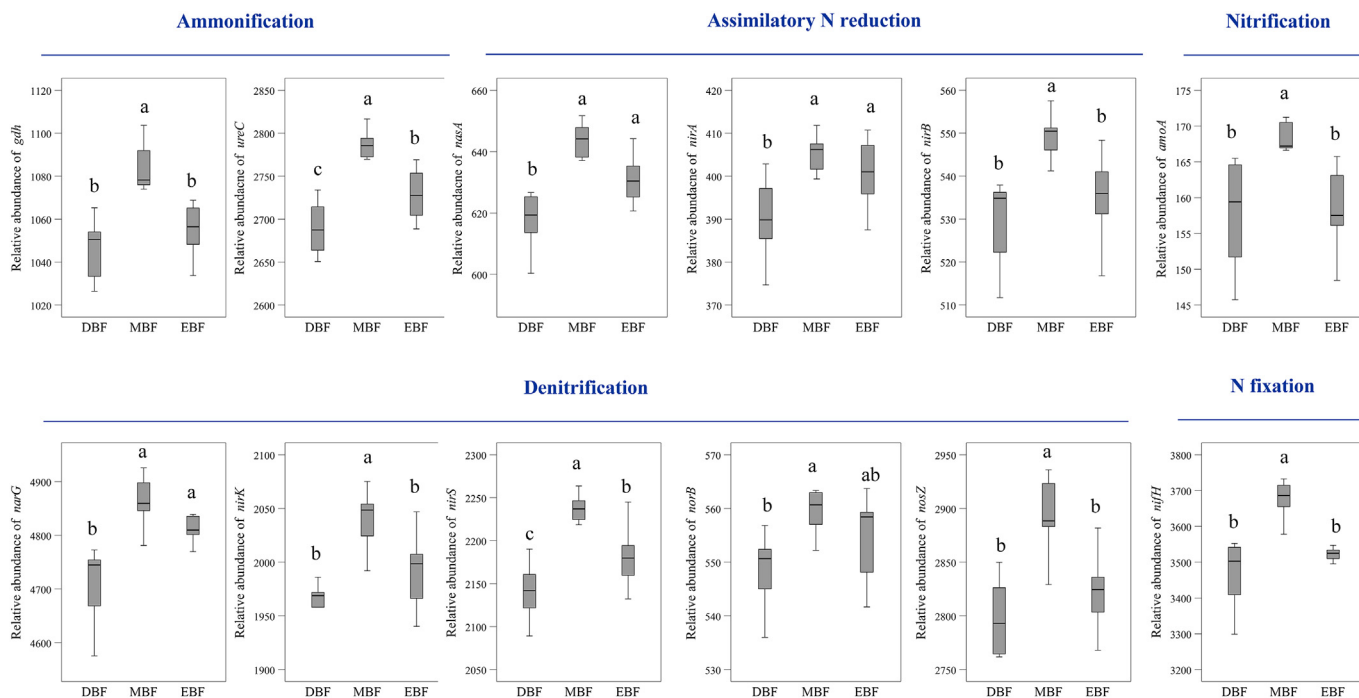 Ammonification
Assimilatory N reduction
Nitrification
Relative abundance of gdh
1120
1100
1080
1060
1040
1020
b
a
b
DBF MBF EBF
Relative abundacne of ureC
2850
2800
2750
2700
2650
2600
c
a
b
DBF MBF EBF
Relative abundacne of nasA
660
640
620
600
b
a
a
DBF MBF EBF
Relative abundance of nirA
420
410
400
390
380
370
b
a
a
DBF MBF EBF
Relative abundance of nirB
560
550
540
530
520
510
b
a
b
DBF MBF EBF
Relative abundance of amoA
175
170
165
160
155
150
145
b
a
b
DBF MBF EBF
Denitrification
N fixation
Relative abundance of narG
4900
4800
4700
4600
b
a
a
DBF MBF EBF
Relative abundance of nirK
2100
2050
2000
1965
1950
1900
b
a
b
DBF MBF EBF
Relative abundance of nirS
2300
2250
2200
2150
2100
2050
c
a
b
DBF MBF EBF
Relative abundance of norB
570
560
550
540
530
b
a
ab
DBF MBF EBF
Relative abundance of nosZ
2950
2900
2850
2800
2750
b
a
b
DBF MBF EBF
Relative abundance of nifH
3800
3700
3600
3500
3400
3300
3200
b
a
b
DBF MBF EBF